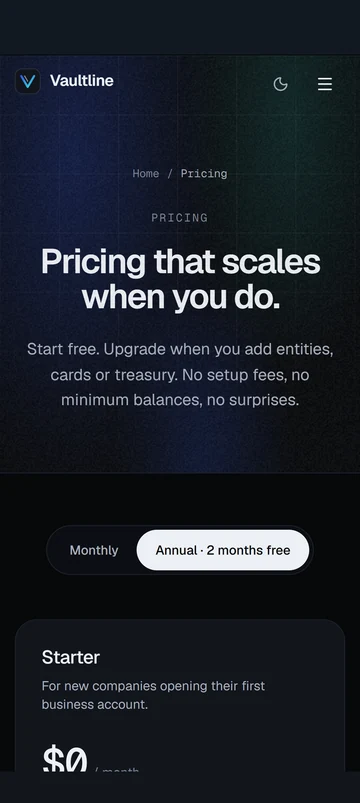 Vaultline
Home / Pricing
PRICING
Pricing that scales
when you do.
Start free. Upgrade when you add entities,
cards or treasury. No setup fees, no
minimum balances, no surprises.
Monthly
Annual · 2 months free
Starter
For new companies opening their first
business account.
$0 / month